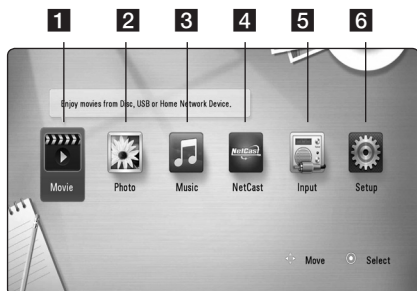 1 2 3 4 5 6
Enjoy movies from Disc, USB or Home Network Device.
NetCast
Movie Photo Music NetCast Input Setup
Move Select